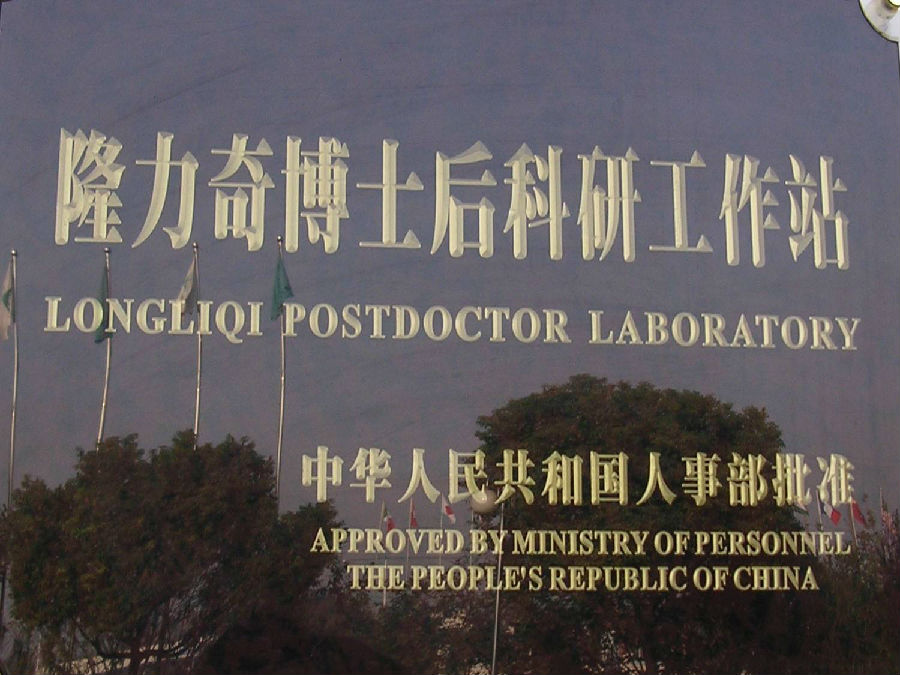 隆力奇博士后科研工作站
LONGLIQI POSTDOCTOR LABORATORY
中华人民共和国人事部批准
APPROVED BY MINISTRY OF PERSONNEL
THE PEOPLE'S REPUBLIC OF CHINA